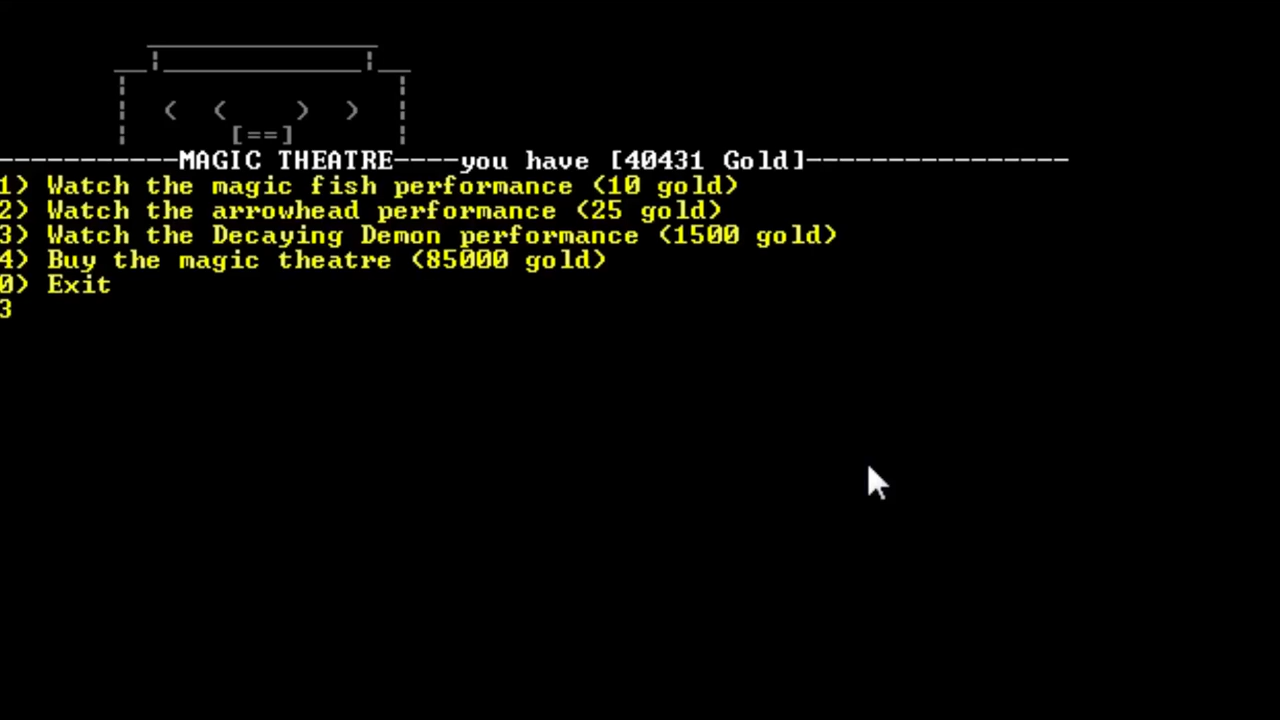 [==]
-----------MAGIC THEATRE----you have [40431 Gold]----------------
1) Watch the magic fish performance (10 gold)
2) Watch the arrowhead performance (25 gold)
3) Watch the Decaying Demon performance (1500 gold)
4) Buy the magic theatre (85000 gold)
0) Exit
3